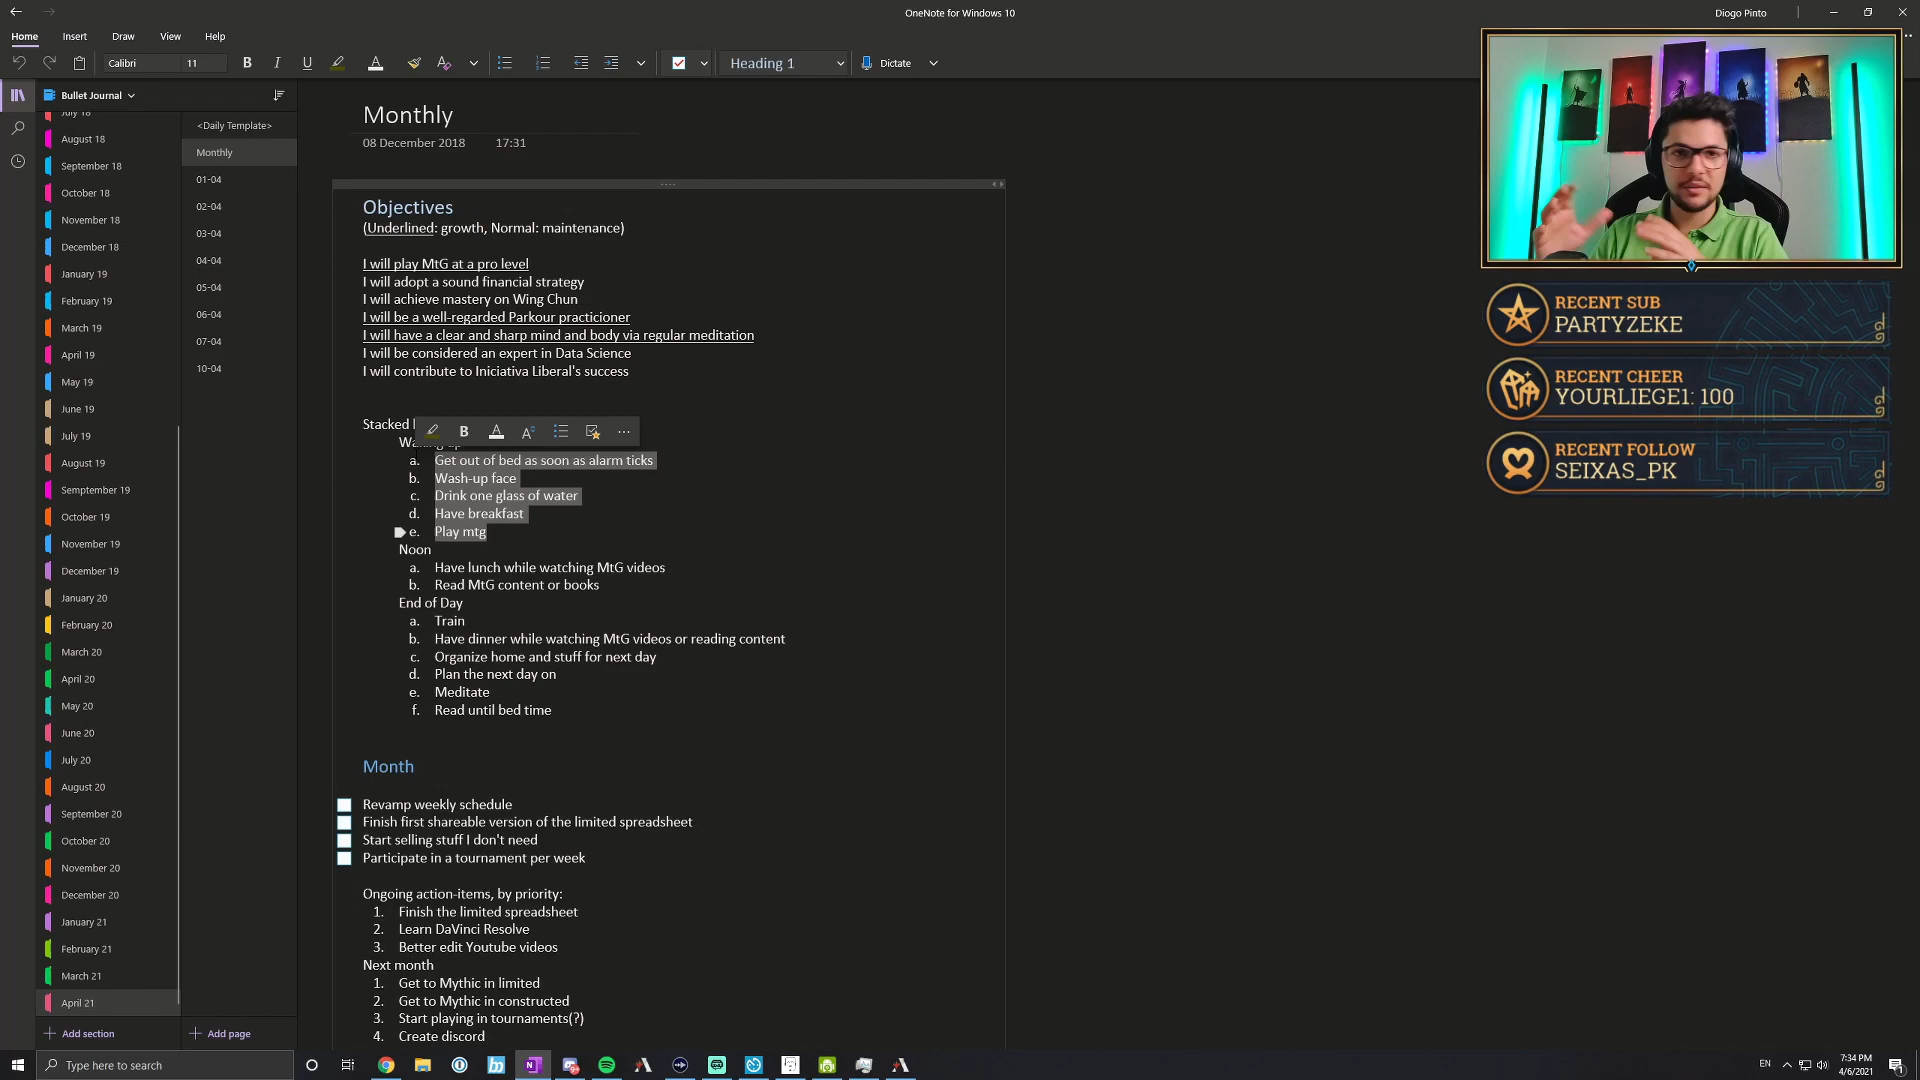 OneNote for Windows 10
Diogo Pinto
Home
Insert
Draw
View
Help
Calibri
11
B
I
U
A
Heading 1
Dictate
Bullet Journal
July 18
August 18
September 18
October 18
November 18
December 18
January 19
February 19
March 19
April 19
May 19
June 19
July 19
August 19
Semptember 19
October 19
November 19
December 19
January 20
February 20
March 20
April 20
May 20
June 20
July 20
August 20
September 20
October 20
November 20
December 20
January 21
February 21
March 21
April 21
Add section
<Daily Template>
Monthly
01-04
02-04
03-04
04-04
05-04
06-04
07-04
10-04
Add page
Monthly
08 December 2018 17:31
Objectives
(Underlined: growth, Normal: maintenance)
I will play MtG at a pro level
I will adopt a sound financial strategy
I will achieve mastery on Wing Chun
I will be a well-regarded Parkour practicioner
I will have a clear and sharp mind and body via regular meditation
I will be considered an expert in Data Science
I will contribute to Iniciativa Liberal's success
Stacked
B A A
a. Get out of bed as soon as alarm ticks
b. Wash-up face
c. Drink one glass of water
d. Have breakfast
e. Play mtg
Noon
a. Have lunch while watching MtG videos
b. Read MtG content or books
End of Day
a. Train
b. Have dinner while watching MtG videos or reading content
c. Organize home and stuff for next day
d. Plan the next day on
e. Meditate
f. Read until bed time
Month
Revamp weekly schedule
Finish first shareable version of the limited spreadsheet
Start selling stuff I don't need
Participate in a tournament per week
Ongoing action-items, by priority:
1. Finish the limited spreadsheet
2. Learn DaVinci Resolve
3. Better edit Youtube videos
Next month
1. Get to Mythic in limited
2. Get to Mythic in constructed
3. Start playing in tournaments(?)
4. Create discord
RECENT SUB
PARTYZEKE
RECENT CHEER
YOURLIEGE1: 100
RECENT FOLLOW
SEIXAS_PK
Type here to search
EN
7:34 PM
4/6/2021